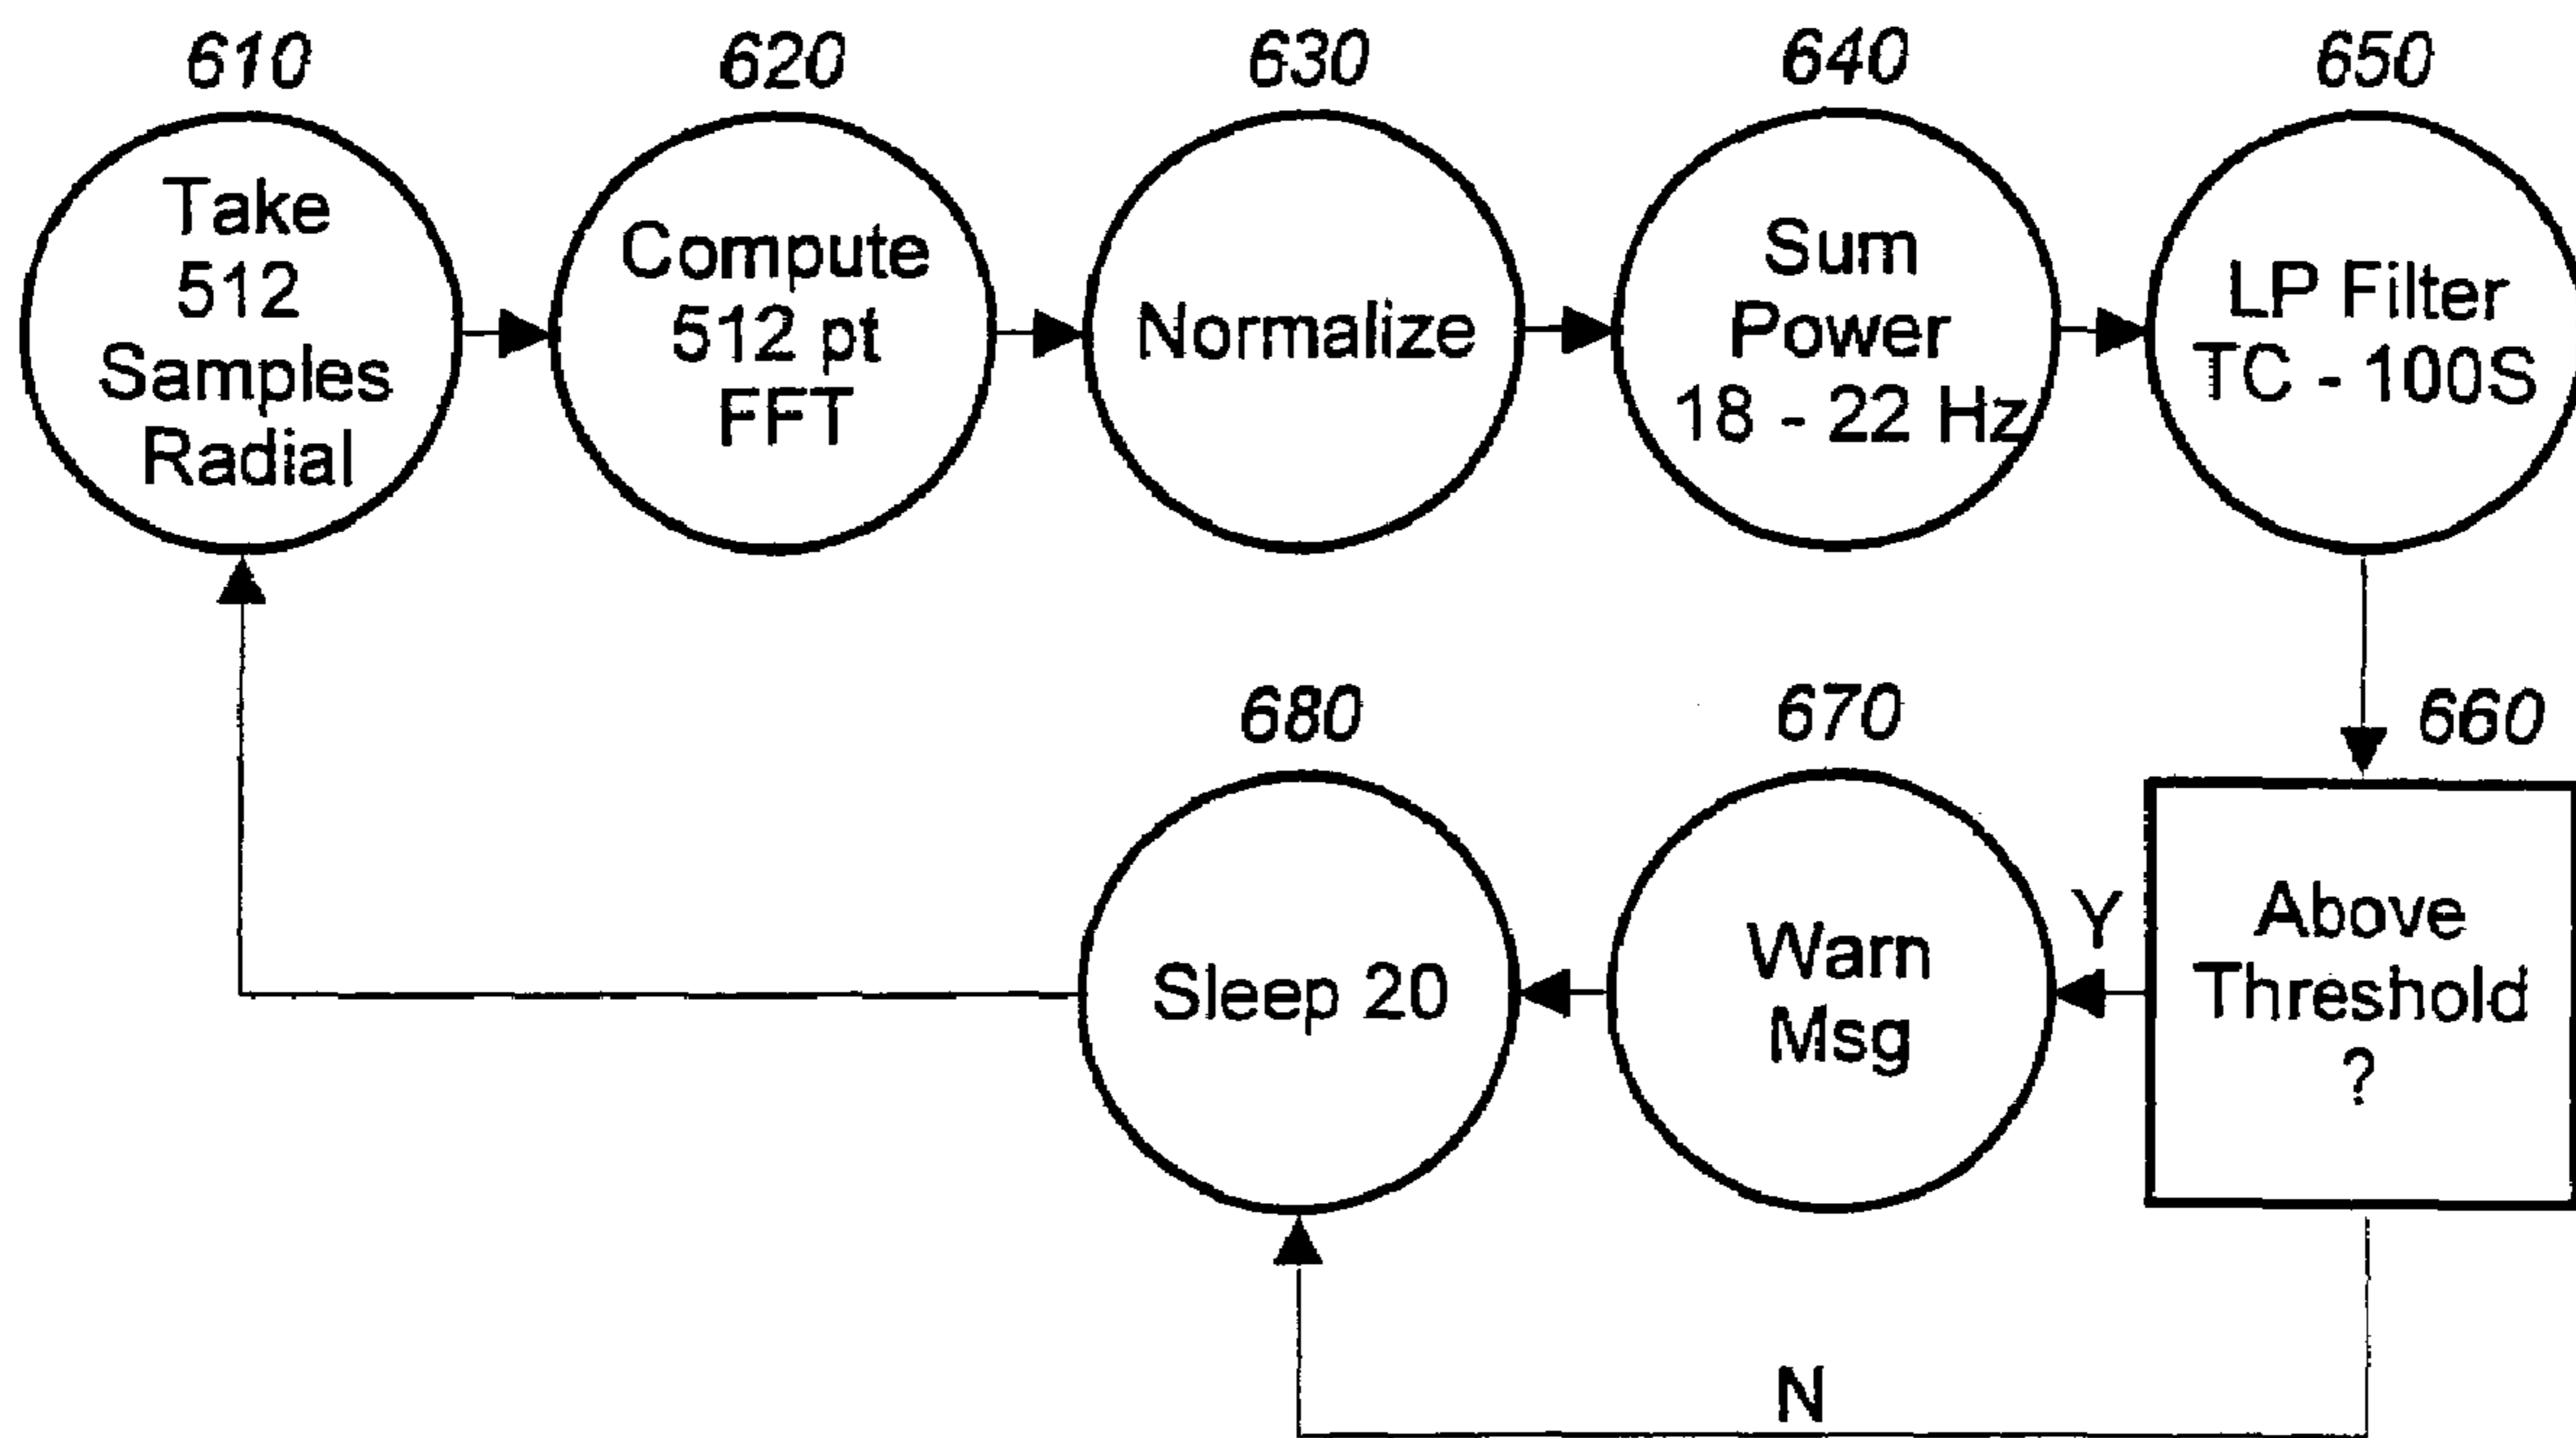 610
Take
512
Samples
Radial
620
Compute
512 pt
FFT
630
Normalize
640
Sum
Power
18 - 22 Hz
650
LP Filter
TC - 100S
660
Above
Threshold
?
Y
670
Warn
Msg
680
Sleep 20
N